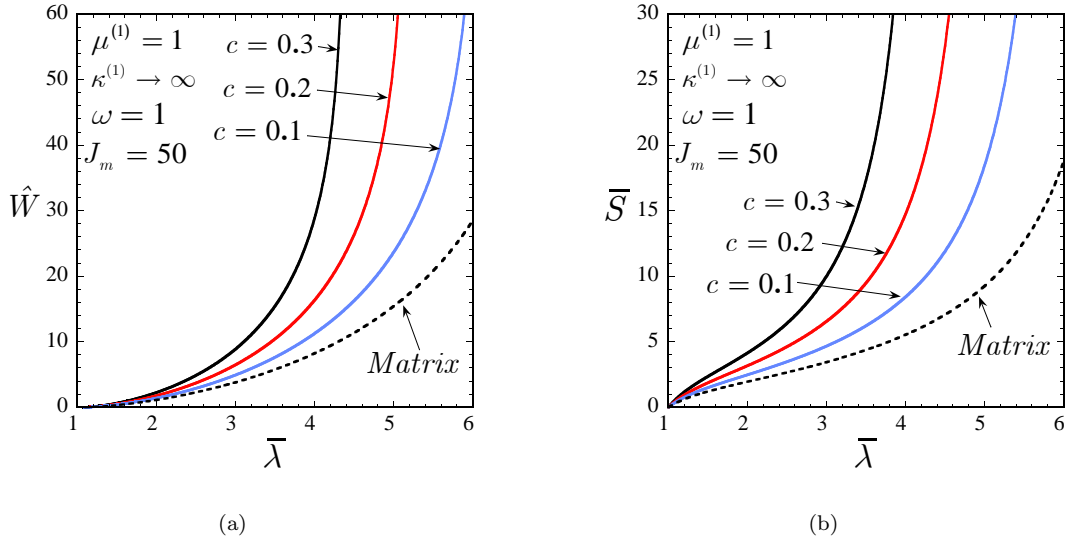 60
50
40
30
20
10
0
Ŵ
μ⁽¹⁾ = 1
κ⁽¹⁾ → ∞
ω = 1
J_m = 50
c = 0.3
c = 0.2
c = 0.1
Matrix
1 2 3 4 5 6
λ̅
(a)
30
25
20
15
10
5
0
S̅
μ⁽¹⁾ = 1
κ⁽¹⁾ → ∞
ω = 1
J_m = 50
c = 0.3
c = 0.2
c = 0.1
Matrix
1 2 3 4 5 6
λ̅
(b)